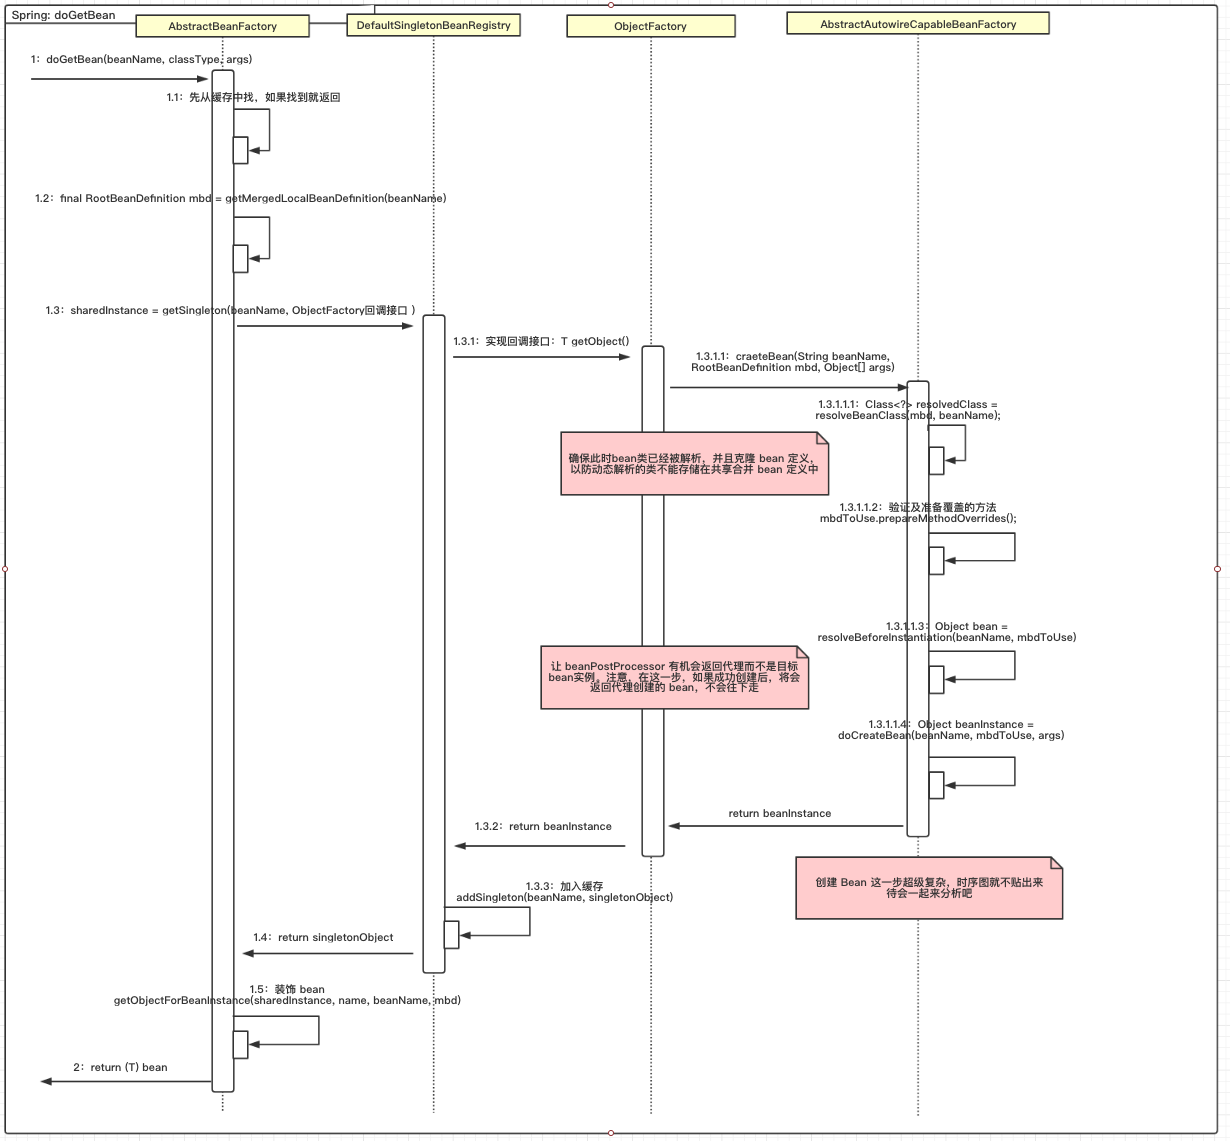 Spring: doGetBean
AbstractBeanFactory
DefaultSingletonBeanRegistry
ObjectFactory
AbstractAutowireCapableBeanFactory
1: doGetBean(beanName, classType, args)
1.1：先从缓存中找，如果找到就返回
1.2：final RootBeanDefinition mbd = getMergedLocalBeanDefinition(beanName)
1.3：sharedInstance = getSingleton(beanName, ObjectFactory回调接口 )
1.3.1：实现回调接口：T getObject()
1.3.1.1：craeteBean(String beanName,
RootBeanDefinition mbd, Object[] args)
1.3.1.1.1：Class<?> resolvedClass =
resolveBeanClass(mbd, beanName);
确保此时bean类已经被解析，并且克隆 bean 定义，
以防动态解析的类不能存储在共享合并 bean 定义中
1.3.1.1.2：验证及准备覆盖的方法
mbdToUse.prepareMethodOverrides();
1.3.1.1.3：Object bean =
resolveBeforeInstantiation(beanName, mbdToUse)
让 beanPostProcessor 有机会返回代理而不是目标
bean实例。注意，在这一步，如果成功创建后，将会
返回代理创建的 bean，不会往下走
1.3.1.1.4：Object beanInstance =
doCreateBean(beanName, mbdToUse, args)
return beanInstance
1.3.2：return beanInstance
创建 Bean 这一步超级复杂，时序图就不贴出来
待会一起来分析吧
1.3.3：加入缓存
addSingleton(beanName, singletonObject)
1.4：return singletonObject
1.5：装饰 bean
getObjectForBeanInstance(sharedInstance, name, beanName, mbd)
2：return (T) bean